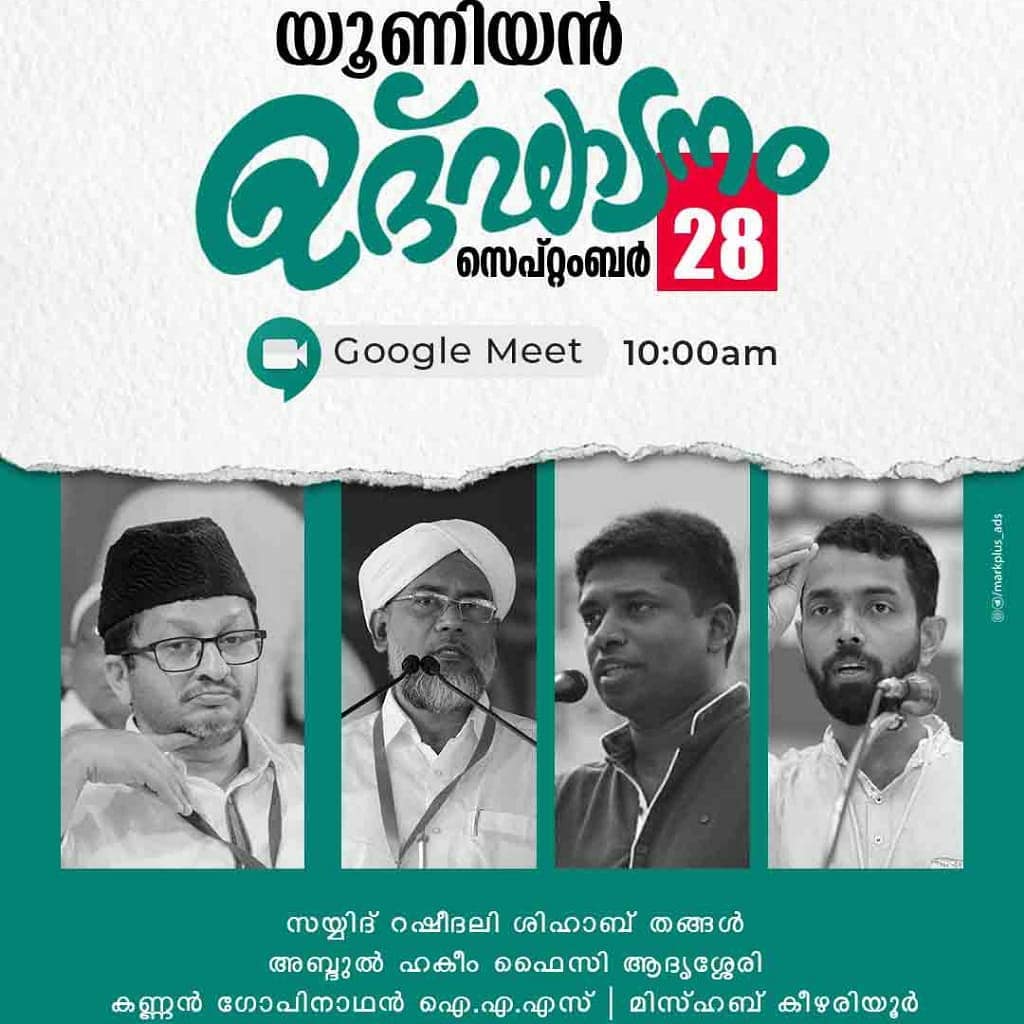 യൂണിയൻ
ഉദ്ഘാടനം
സെപ്റ്റംബർ 28
Google Meet 10:00am
@/markplus_ads
സയ്യിദ് റഷീദലി ശിഹാബ് തങ്ങൾ
അബ്ദുൽ ഹകീം ഫൈസി ആദൃശ്ശേരി
കണ്ണൻ ഗോപിനാഥൻ ഐ.എ.എസ് | മിസ്ഹബ് കീഴരിയൂർ